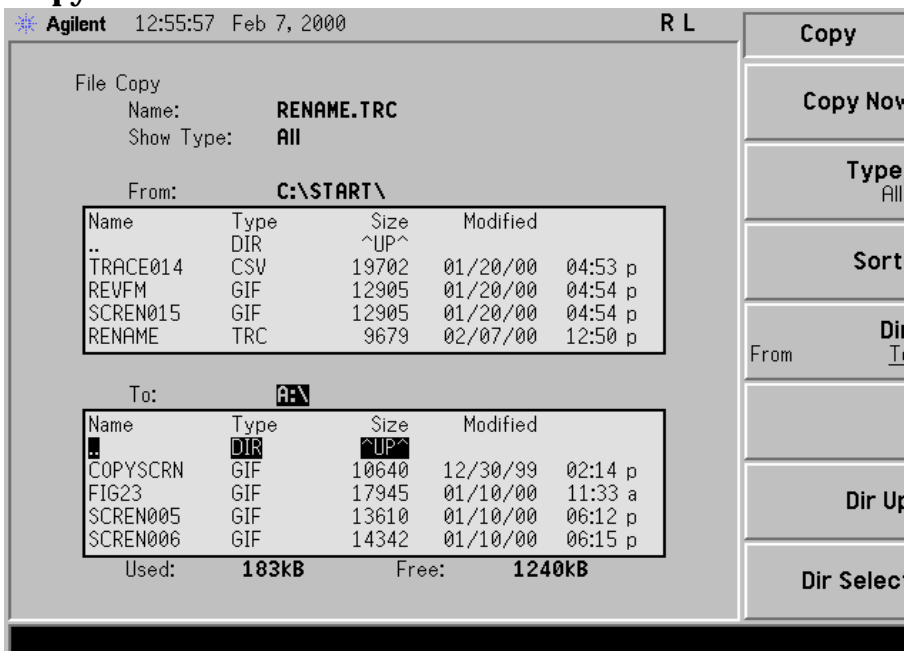 Agilent 12:55:57 Feb 7, 2000 R L
File Copy
Name: RENAME.TRC
Show Type: All
From: C:\START\
Name Type Size Modified
.. DIR ^UP^
TRACE014 CSV 19702 01/20/00 04:53 p
REVFM GIF 12905 01/20/00 04:54 p
SCREN015 GIF 12905 01/20/00 04:54 p
RENAME TRC 9679 02/07/00 12:50 p
To: A:\
Name Type Size Modified
.. DIR ^UP^
COPYSCRN GIF 10640 12/30/99 02:14 p
FIG23 GIF 17945 01/10/00 11:33 a
SCREN005 GIF 13610 01/10/00 06:12 p
SCREN006 GIF 14342 01/10/00 06:15 p
Used: 183kB Free: 1240kB
Copy
Copy Now
Type
All
Sort
Dir
From To
Dir Up
Dir Select